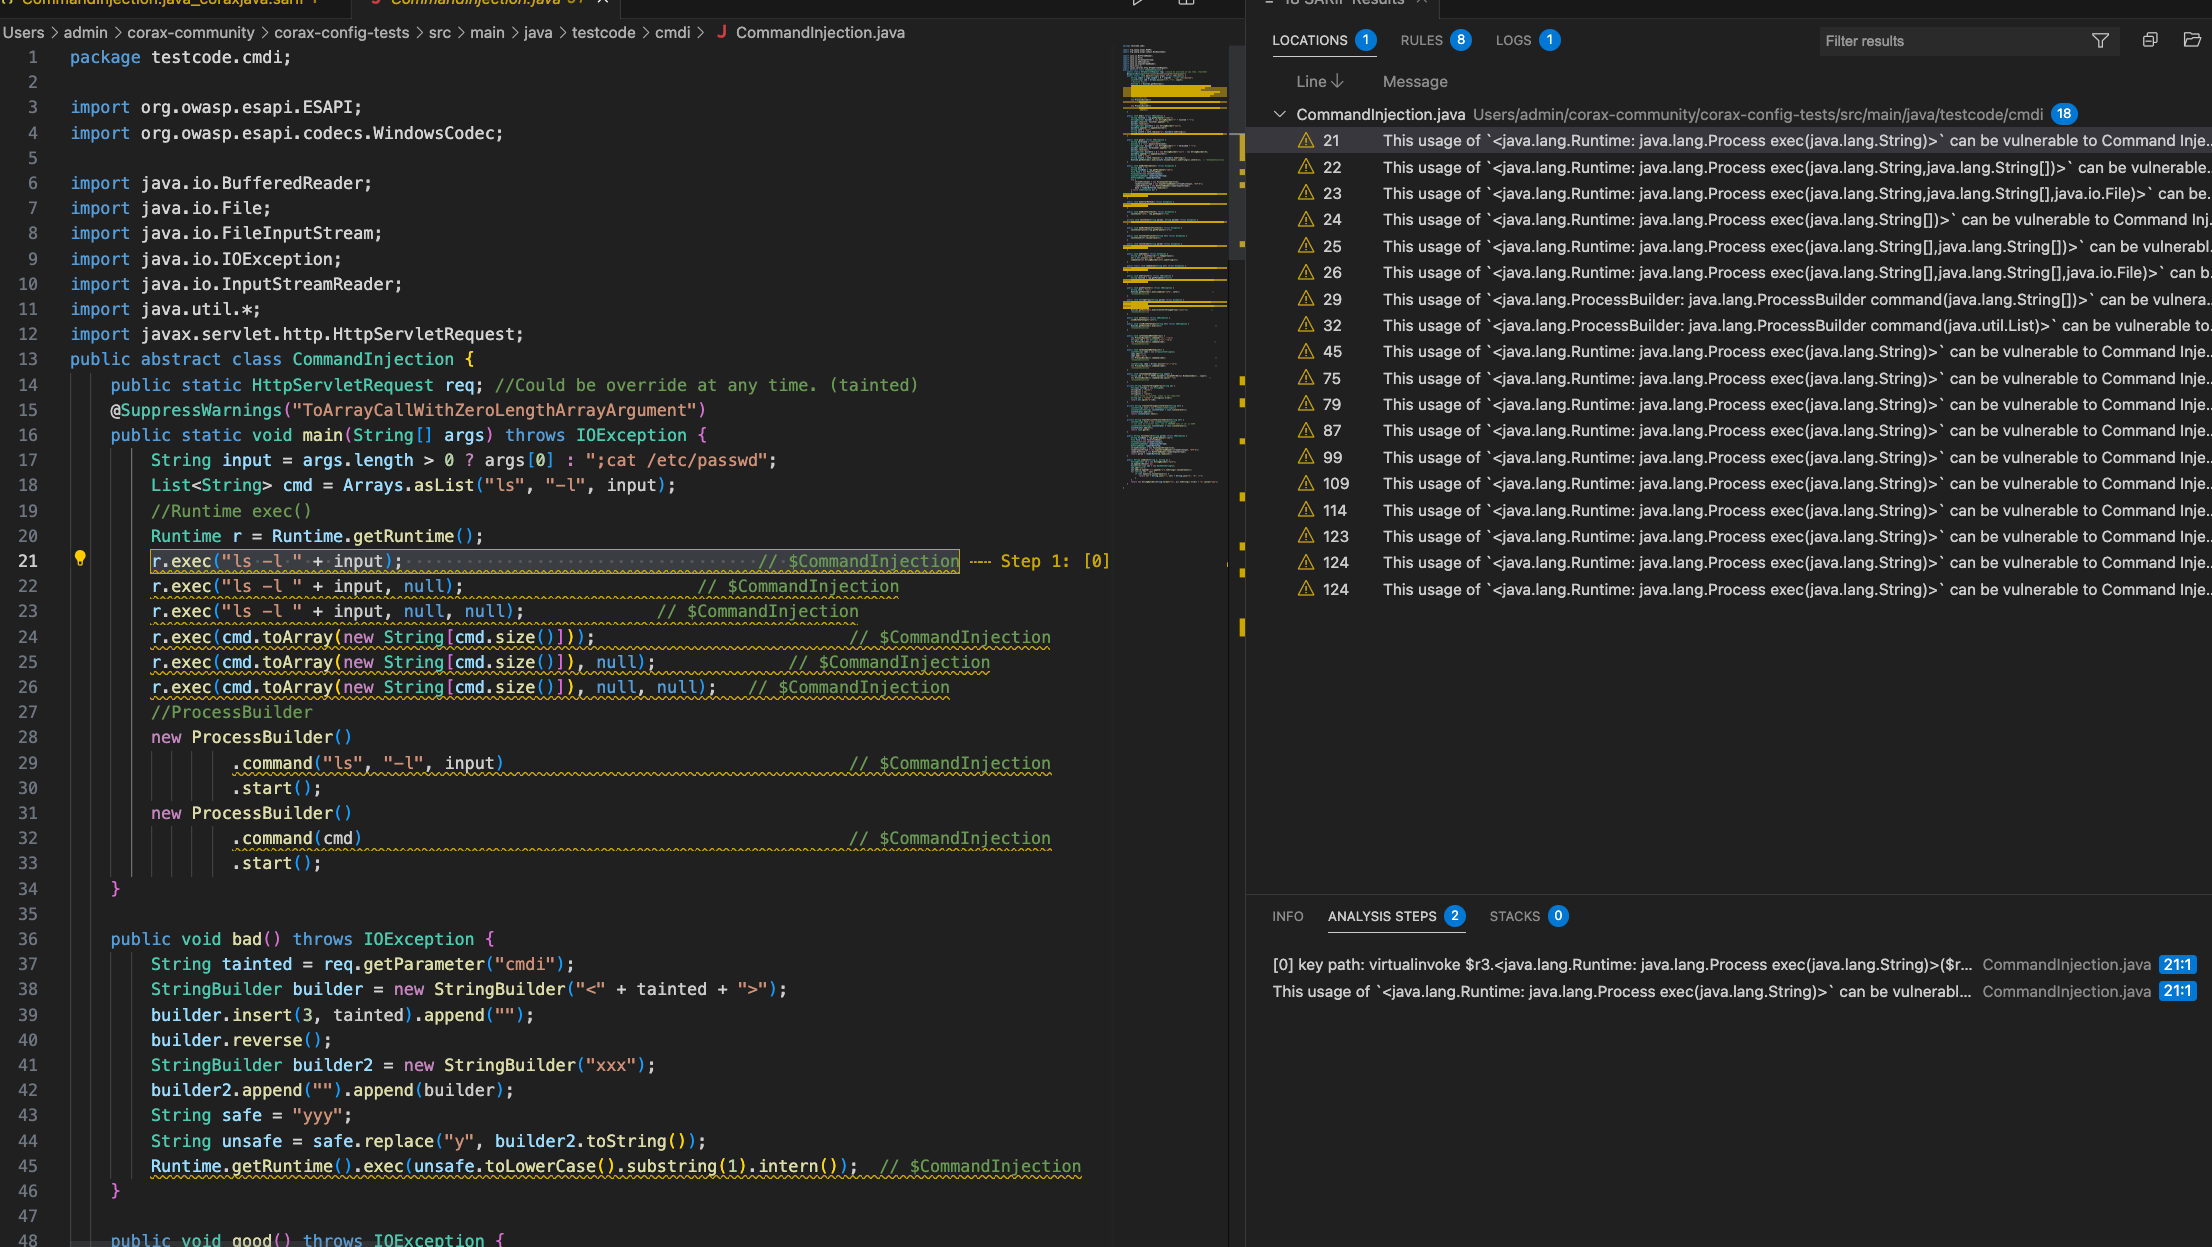 CommandInjection.java_coraxjava.sarif
CommandInjection.java 9+
Users > admin > corax-community > corax-config-tests > src > main > java > testcode > cmdi > J CommandInjection.java
1 package testcode.cmdi;
2
3 import org.owasp.esapi.ESAPI;
4 import org.owasp.esapi.codecs.WindowsCodec;
5
6 import java.io.BufferedReader;
7 import java.io.File;
8 import java.io.FileInputStream;
9 import java.io.IOException;
10 import java.io.InputStreamReader;
11 import java.util.*;
12 import javax.servlet.http.HttpServletRequest;
13 public abstract class CommandInjection {
14 public static HttpServletRequest req; //Could be override at any time. (tainted)
15 @SuppressWarnings("ToArrayCallWithZeroLengthArrayArgument")
16 public static void main(String[] args) throws IOException {
17 String input = args.length > 0 ? args[0] : ";cat /etc/passwd";
18 List<String> cmd = Arrays.asList("ls", "-l", input);
19 //Runtime exec()
20 Runtime r = Runtime.getRuntime();
21 r.exec("ls -l " + input); // $CommandInjection Step 1: [0]
22 r.exec("ls -l " + input, null); // $CommandInjection
23 r.exec("ls -l " + input, null, null); // $CommandInjection
24 r.exec(cmd.toArray(new String[cmd.size()])); // $CommandInjection
25 r.exec(cmd.toArray(new String[cmd.size()]), null); // $CommandInjection
26 r.exec(cmd.toArray(new String[cmd.size()]), null, null); // $CommandInjection
27 //ProcessBuilder
28 new ProcessBuilder()
29 .command("ls", "-l", input) // $CommandInjection
30 .start();
31 new ProcessBuilder()
32 .command(cmd) // $CommandInjection
33 .start();
34 }
35
36 public void bad() throws IOException {
37 String tainted = req.getParameter("cmdi");
38 StringBuilder builder = new StringBuilder("<" + tainted + ">");
39 builder.insert(3, tainted).append("");
40 builder.reverse();
41 StringBuilder builder2 = new StringBuilder("xxx");
42 builder2.append("").append(builder);
43 String safe = "yyy";
44 String unsafe = safe.replace("y", builder2.toString());
45 Runtime.getRuntime().exec(unsafe.toLowerCase().substring(1).intern()); // $CommandInjection
46 }
47
48 public void good() throws IOException {
18 SARIF Results
LOCATIONS 1 RULES 8 LOGS 1 Filter results
Line Message
CommandInjection.java Users/admin/corax-community/corax-config-tests/src/main/java/testcode/cmdi 18
21 This usage of `<java.lang.Runtime: java.lang.Process exec(java.lang.String)>` can be vulnerable to Command Inje...
22 This usage of `<java.lang.Runtime: java.lang.Process exec(java.lang.String,java.lang.String[])>` can be vulnerable...
23 This usage of `<java.lang.Runtime: java.lang.Process exec(java.lang.String,java.lang.String[],java.io.File)>` can be...
24 This usage of `<java.lang.Runtime: java.lang.Process exec(java.lang.String[])>` can be vulnerable to Command Inj...
25 This usage of `<java.lang.Runtime: java.lang.Process exec(java.lang.String[],java.lang.String[])>` can be vulnerabl...
26 This usage of `<java.lang.Runtime: java.lang.Process exec(java.lang.String[],java.lang.String[],java.io.File)>` can b...
29 This usage of `<java.lang.ProcessBuilder: java.lang.ProcessBuilder command(java.lang.String[])>` can be vulnera...
32 This usage of `<java.lang.ProcessBuilder: java.lang.ProcessBuilder command(java.util.List)>` can be vulnerable to...
45 This usage of `<java.lang.Runtime: java.lang.Process exec(java.lang.String)>` can be vulnerable to Command Inje...
75 This usage of `<java.lang.Runtime: java.lang.Process exec(java.lang.String)>` can be vulnerable to Command Inje...
79 This usage of `<java.lang.Runtime: java.lang.Process exec(java.lang.String)>` can be vulnerable to Command Inje...
87 This usage of `<java.lang.Runtime: java.lang.Process exec(java.lang.String)>` can be vulnerable to Command Inje...
99 This usage of `<java.lang.Runtime: java.lang.Process exec(java.lang.String)>` can be vulnerable to Command Inje...
109 This usage of `<java.lang.Runtime: java.lang.Process exec(java.lang.String)>` can be vulnerable to Command Inje...
114 This usage of `<java.lang.Runtime: java.lang.Process exec(java.lang.String)>` can be vulnerable to Command Inje...
123 This usage of `<java.lang.Runtime: java.lang.Process exec(java.lang.String)>` can be vulnerable to Command Inje...
124 This usage of `<java.lang.Runtime: java.lang.Process exec(java.lang.String)>` can be vulnerable to Command Inje...
124 This usage of `<java.lang.Runtime: java.lang.Process exec(java.lang.String)>` can be vulnerable to Command Inje...
INFO ANALYSIS STEPS 2 STACKS 0
[0] key path: virtualinvoke $r3.<java.lang.Runtime: java.lang.Process exec(java.lang.String)>($r... CommandInjection.java 21:1
This usage of `<java.lang.Runtime: java.lang.Process exec(java.lang.String)>` can be vulnerabl... CommandInjection.java 21:1